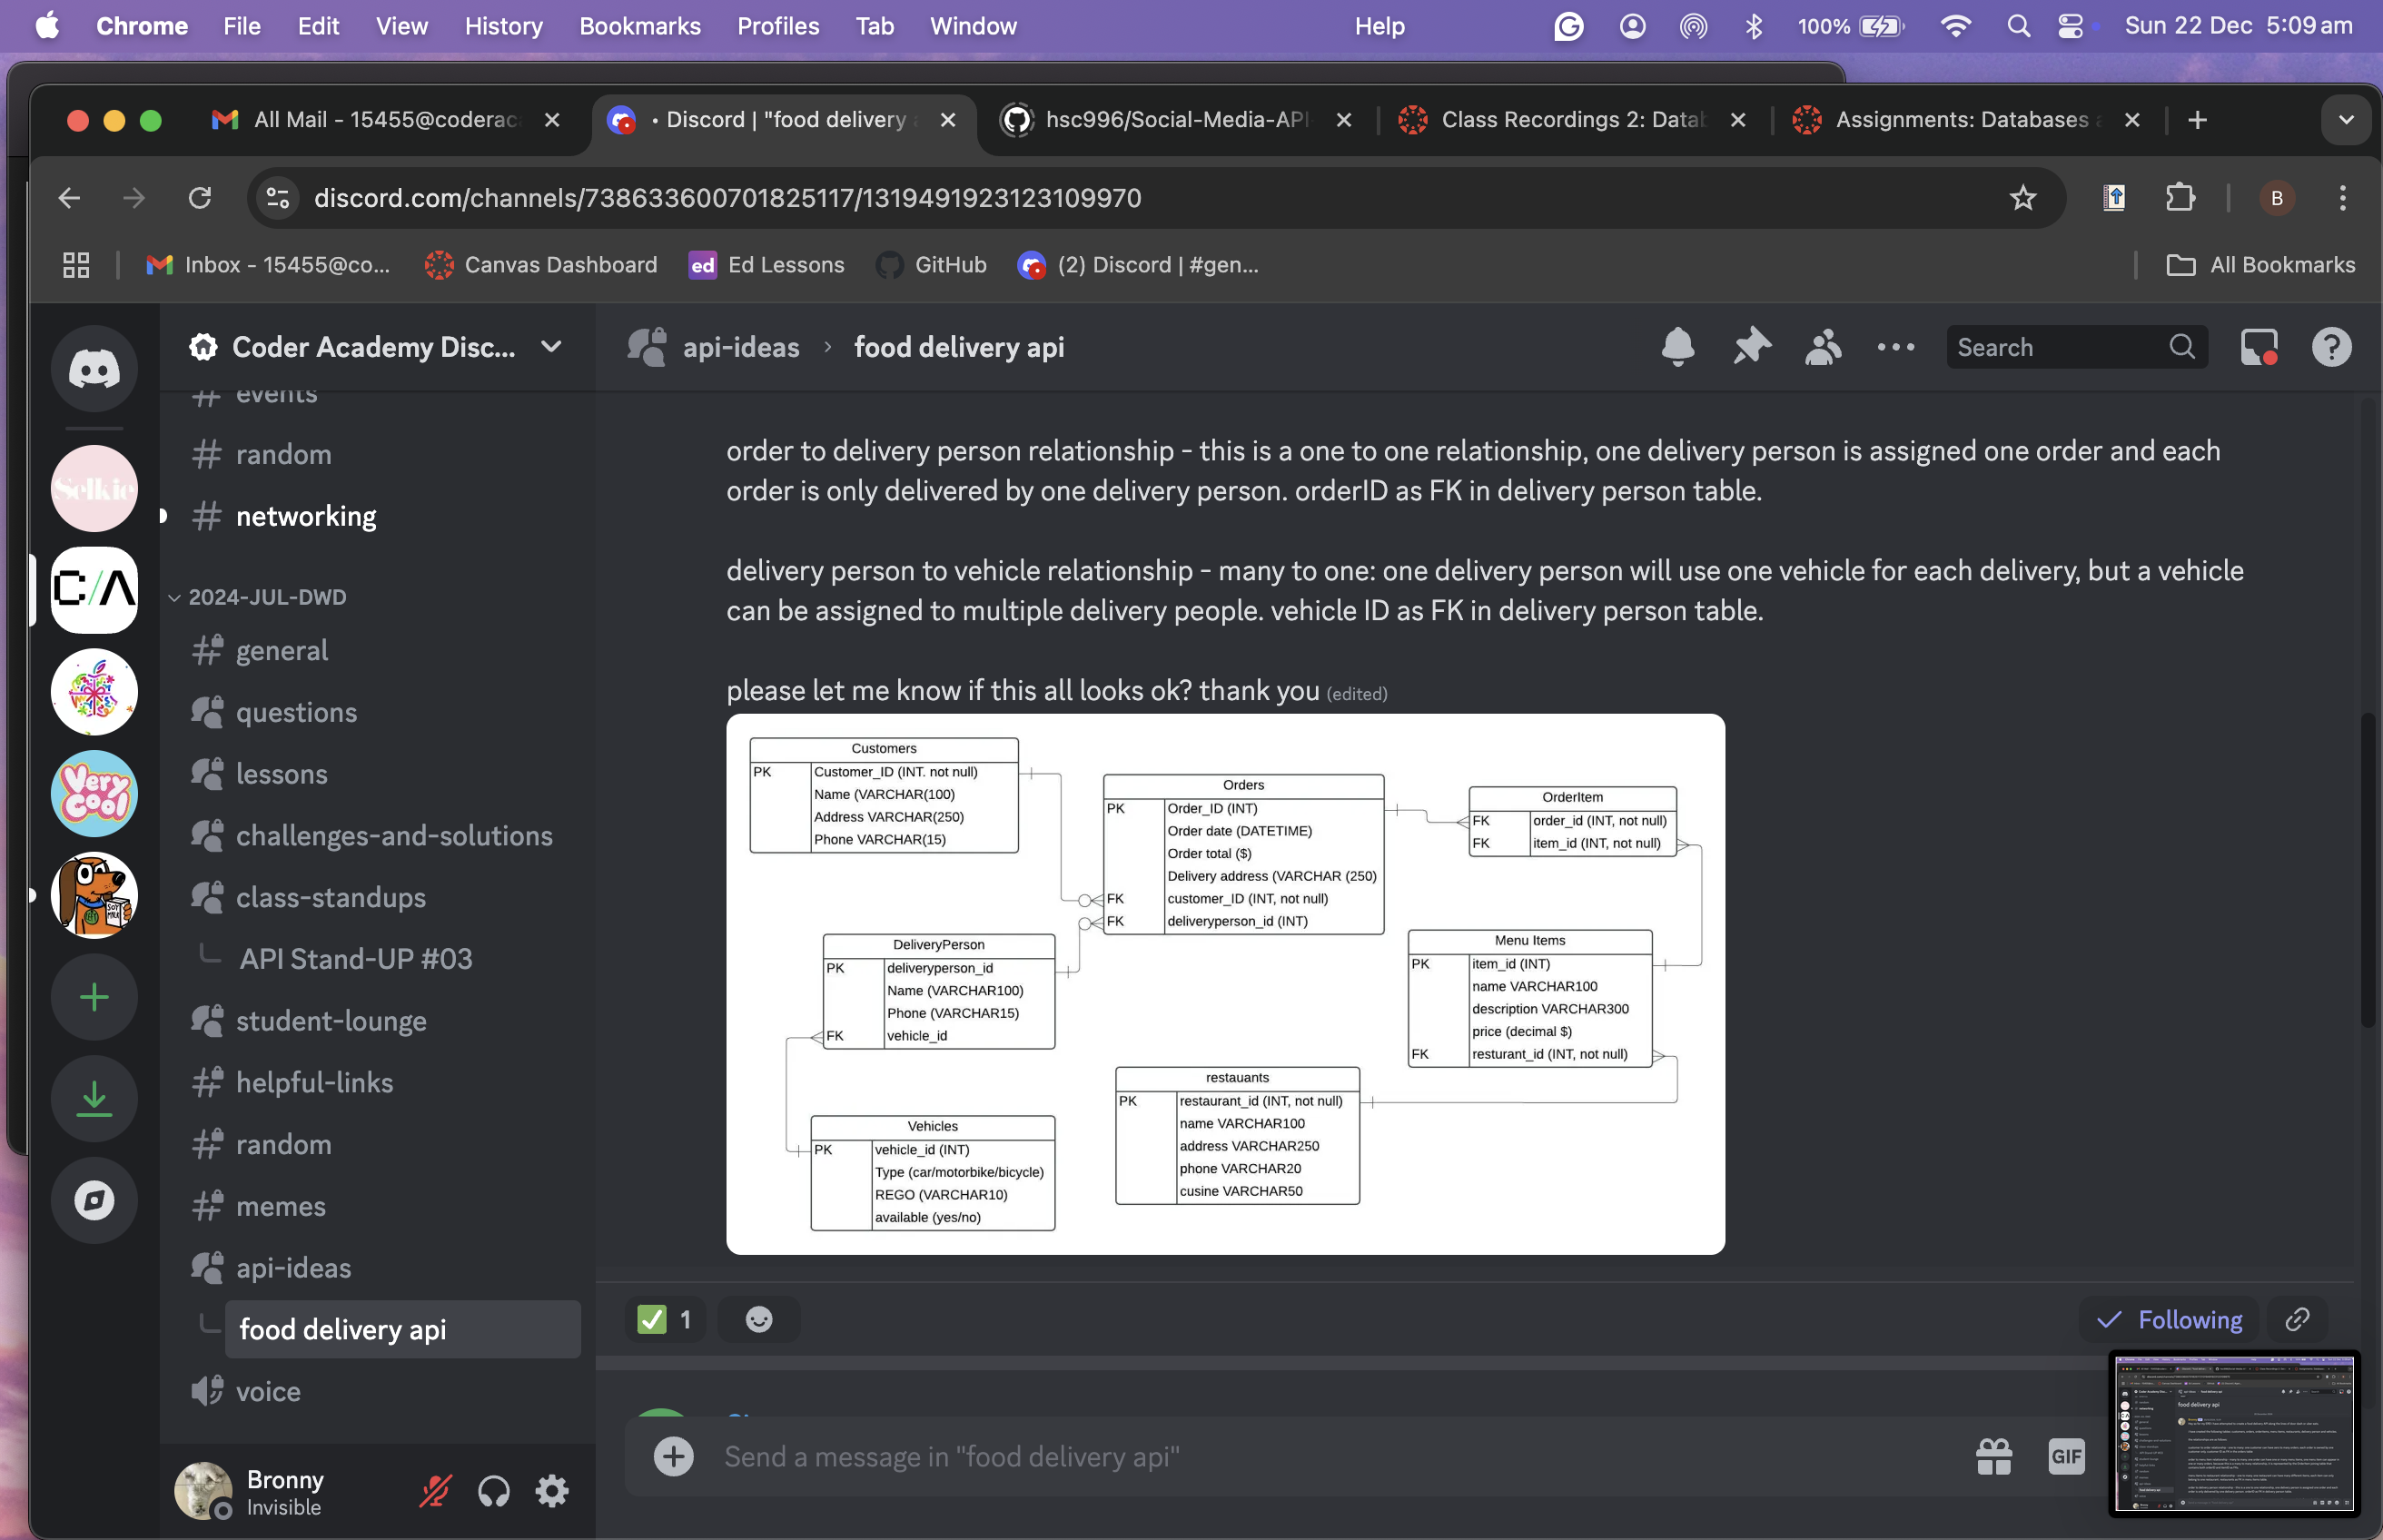 Chrome File Edit View History Bookmarks Profiles Tab Window Help 100% Sun 22 Dec 5:09 am
All Mail - 15455@coderac
• Discord | "food delivery a
hsc996/Social-Media-API-
Class Recordings 2: Datab
Assignments: Databases a
discord.com/channels/738633600701825117/1319491923123109970
B
Inbox - 15455@co...
Canvas Dashboard
ed Ed Lessons
GitHub
(2) Discord | #gen...
All Bookmarks
Coder Academy Disc...
api-ideas › food delivery api
Search
Selkie
C/A
Very Cool
SOY MILK
events
random
networking
2024-JUL-DWD
general
questions
lessons
challenges-and-solutions
class-standups
API Stand-UP #03
student-lounge
helpful-links
random
memes
api-ideas
food delivery api
voice
Bronny
Invisible
order to delivery person relationship - this is a one to one relationship, one delivery person is assigned one order and each
order is only delivered by one delivery person. orderID as FK in delivery person table.
delivery person to vehicle relationship - many to one: one delivery person will use one vehicle for each delivery, but a vehicle
can be assigned to multiple delivery people. vehicle ID as FK in delivery person table.
please let me know if this all looks ok? thank you (edited)
Customers
PK Customer_ID (INT. not null)
Name (VARCHAR(100)
Address VARCHAR(250)
Phone VARCHAR(15)
Orders
PK Order_ID (INT)
Order date (DATETIME)
Order total ($)
Delivery address (VARCHAR (250)
FK customer_ID (INT, not null)
FK deliveryperson_id (INT)
OrderItem
FK order_id (INT, not null)
FK item_id (INT, not null)
DeliveryPerson
PK deliveryperson_id
Name (VARCHAR100)
Phone (VARCHAR15)
FK vehicle_id
Menu Items
PK item_id (INT)
name VARCHAR100
description VARCHAR300
price (decimal $)
FK resturant_id (INT, not null)
restauants
PK restaurant_id (INT, not null)
name VARCHAR100
address VARCHAR250
phone VARCHAR20
cusine VARCHAR50
Vehicles
PK vehicle_id (INT)
Type (car/motorbike/bicycle)
REGO (VARCHAR10)
available (yes/no)
1
Following
Send a message in "food delivery api"
GIF